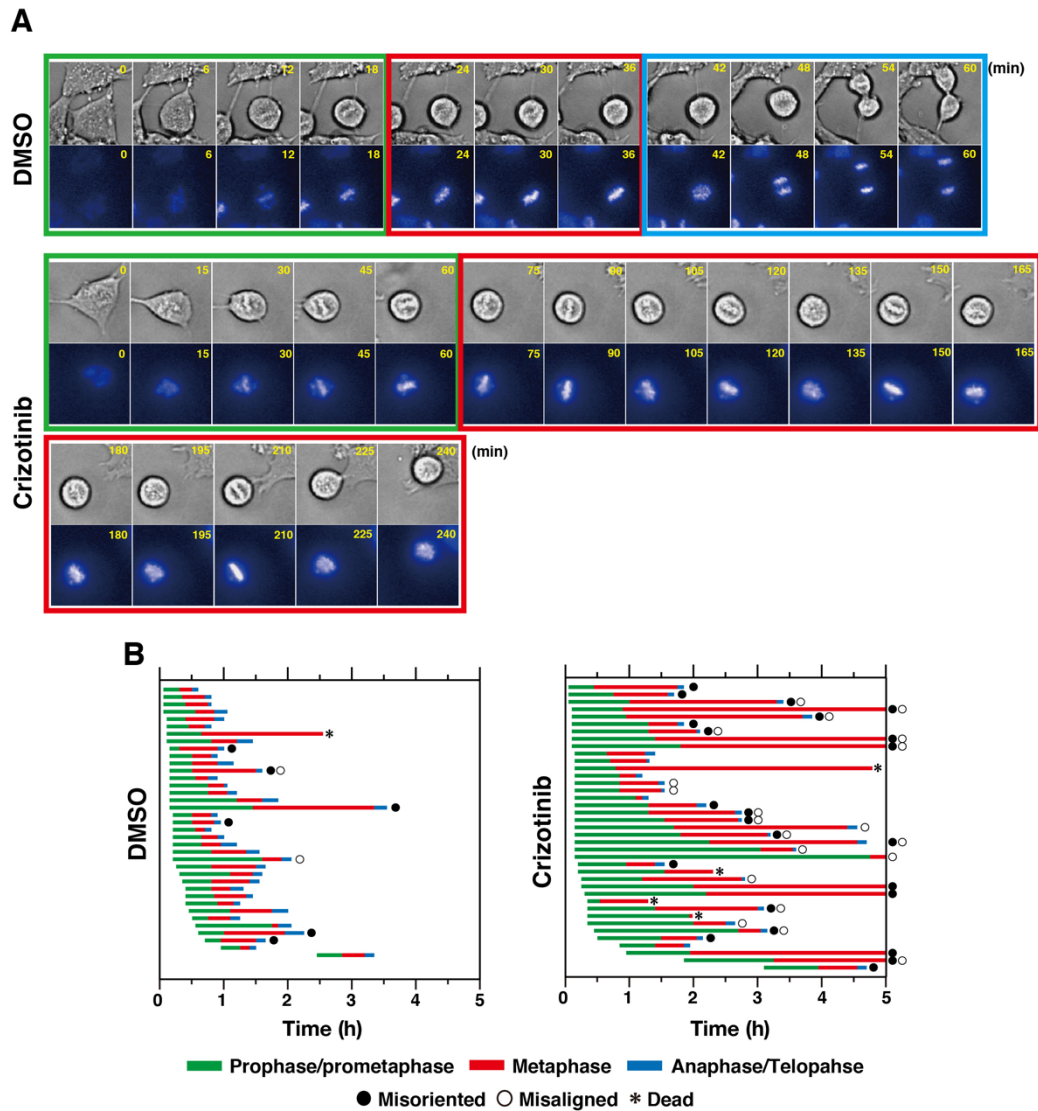 A
DMSO
0 6 12 18 24 30 36 42 48 54 60 (min)
0 6 12 18 24 30 36 42 48 54 60
Crizotinib
0 15 30 45 60 75 90 105 120 135 150 165
0 15 30 45 60 75 90 105 120 135 150 165
180 195 210 225 240 (min)
180 195 210 225 240
B
DMSO
* 
0 1 2 3 4 5
Time (h)
Crizotinib
*
*
*
*
0 1 2 3 4 5
Time (h)
Prophase/prometaphase Metaphase Anaphase/Telopahse
● Misoriented ○ Misaligned * Dead